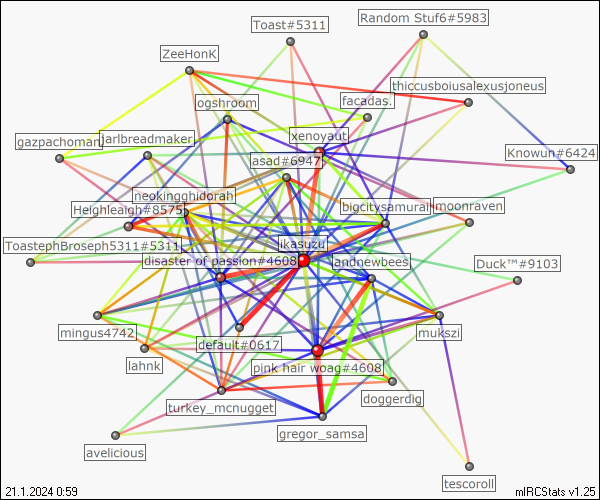 Random Stuf6#5983
Toast#5311
ZeeHonK
thiccusboiusalexusjoneus
ogshroom
facadas.
xenoyaut
gazpachoman
jarlbreadmaker
Knowun#6424
asad#6947
neokingghidorah
Heighleigh#8575
bigcitysamurai
moonraven
ToastephBroseph5311#5311
ikasuzu
disaster of passion#4608
landnewbees
Duck™#9103
mingus4742
default#0617
mukszi
lahnk
pink hair woag#4608
doggerdig
turkey_mcnugget
gregor_samsa
avelicious
tescoroll
21.1.2024 0:59
mIRCStats v1.25